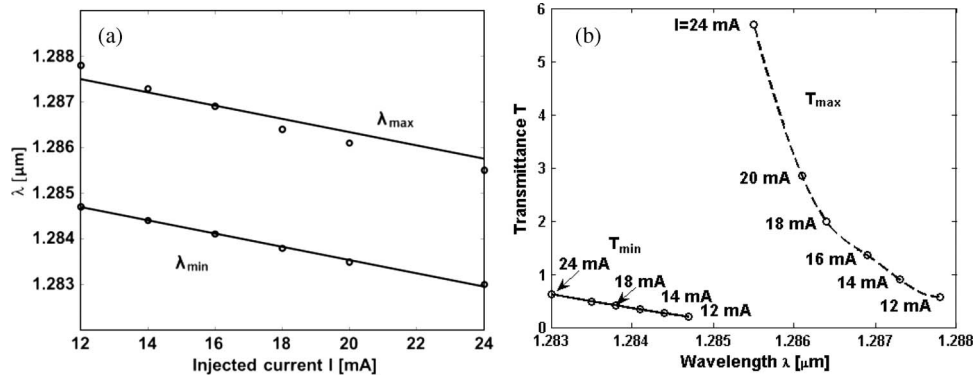 (a)
1.288
1.287
1.286
1.285
1.284
1.283
λ [μm]
λmax
λmin
12 14 16 18 20 22 24
Injected current I [mA]
(b)
6
5
4
3
2
1
0
Transmittance T
I=24 mA
Tmax
20 mA
18 mA
16 mA
14 mA
12 mA
Tmin
24 mA
18 mA
14 mA
12 mA
1.283 1.284 1.285 1.286 1.287 1.288
Wavelength λ [μm]